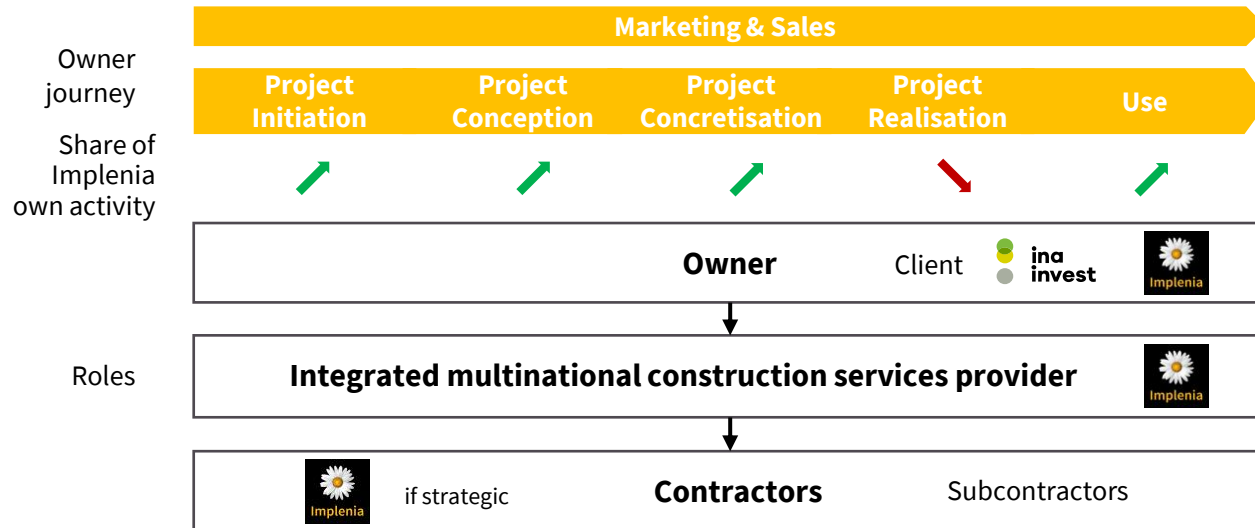 Marketing & Sales
Owner
journey
Project
Initiation
Project
Conception
Project
Concretisation
Project
Realisation
Use
Share of
Implenia
own activity
Owner
Client
ina
invest
Implenia
Roles
Integrated multinational construction services provider
Implenia
Implenia
if strategic
Contractors
Subcontractors